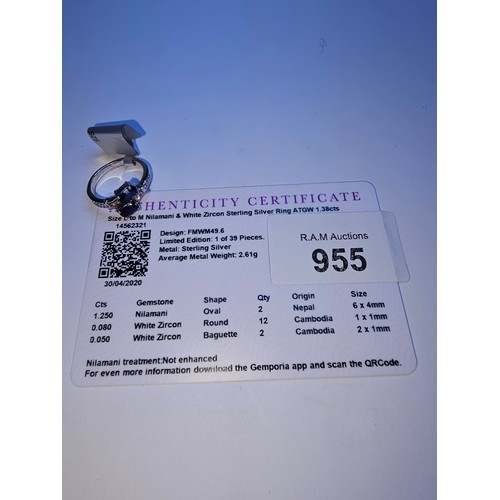 AUTHENTICITY CERTIFICATE
Size L to M Nilamani & White Zircon Sterling Silver Ring ATGW 1.38cts
14562321
Design: FMWM49.6
Limited Edition: 1 of 39 Pieces.
Metal: Sterling Silver
Average Metal Weight: 2.61g
30/04/2020
R.A.M Auctions
955
Cts Gemstone Shape Qty Origin Size
1.250 Nilamani Oval 2 Nepal 6 x 4mm
0.080 White Zircon Round 12 Cambodia 1 x 1mm
0.050 White Zircon Baguette 2 Cambodia 2 x 1mm
Nilamani treatment:Not enhanced
For even more information download the Gemporia app and scan the QRCode.